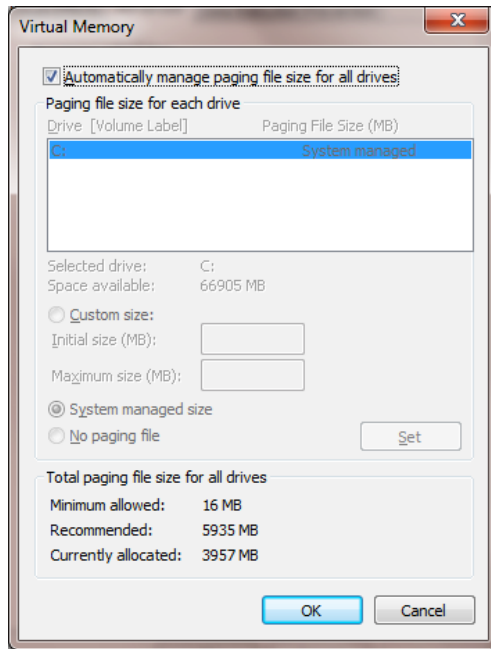 Virtual Memory
Automatically manage paging file size for all drives
Paging file size for each drive
Drive [Volume Label] Paging File Size (MB)
C: System managed
Selected drive: C:
Space available: 66905 MB
Custom size:
Initial size (MB):
Maximum size (MB):
System managed size
No paging file Set
Total paging file size for all drives
Minimum allowed: 16 MB
Recommended: 5935 MB
Currently allocated: 3957 MB
OK Cancel